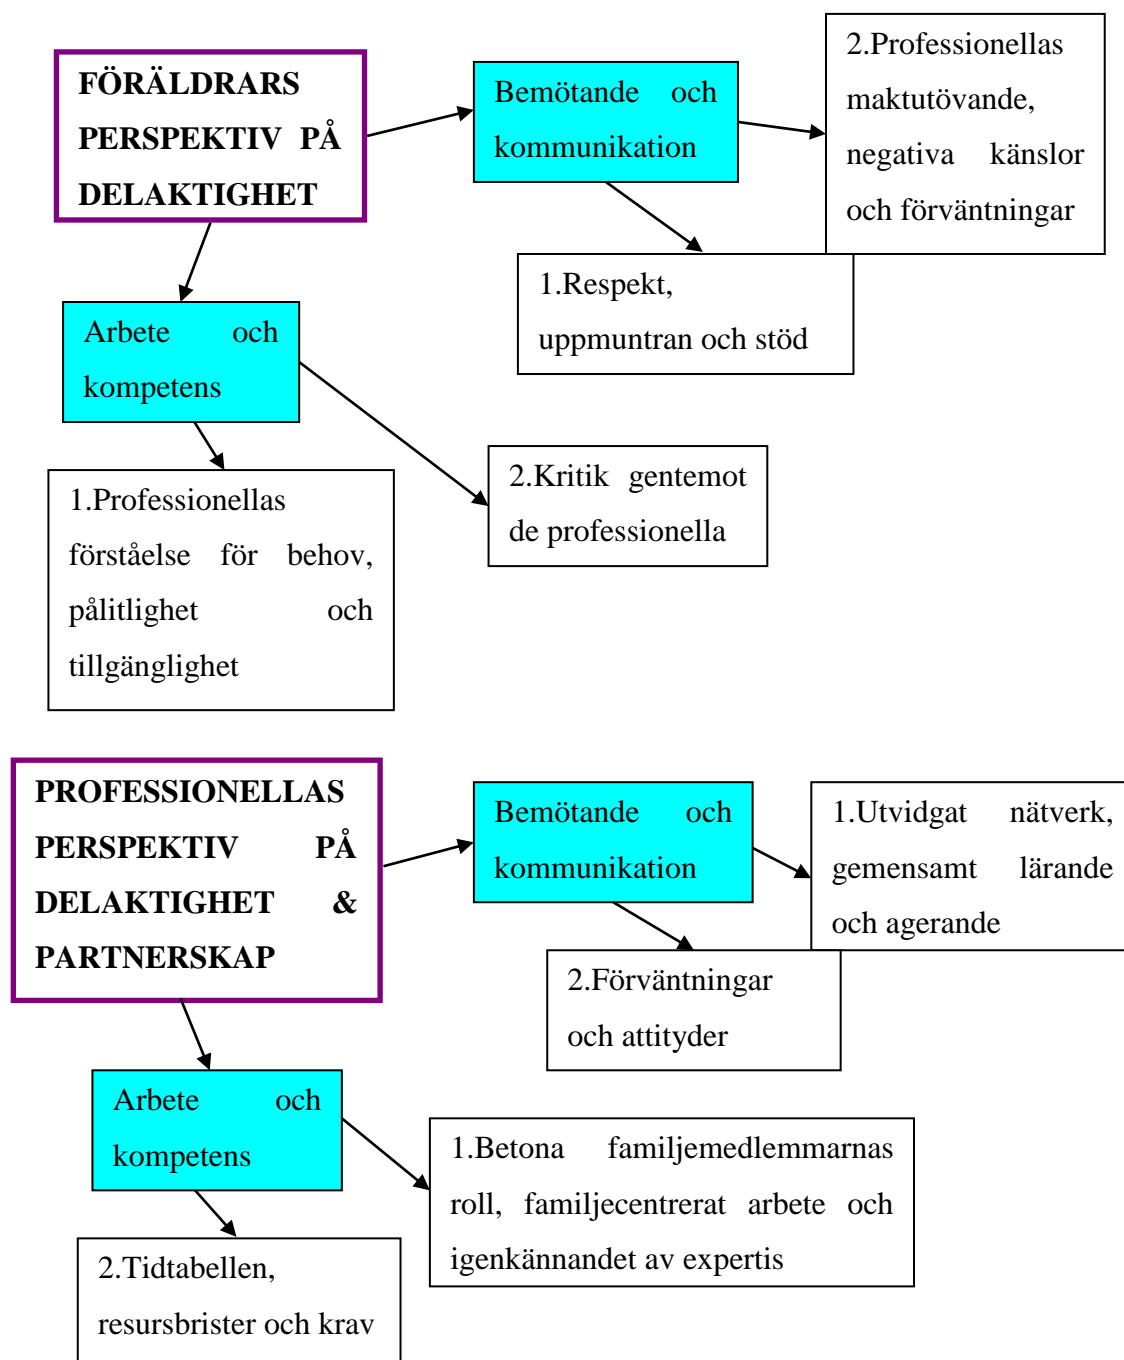 FÖRÄLDRARS
PERSPEKTIV PÅ
DELAKTIGHET
Bemötande och
kommunikation
2.Professionellas
maktutövande,
negativa känslor
och förväntningar
1.Respekt,
uppmuntran och stöd
Arbete och
kompetens
2.Kritik gentemot
de professionella
1.Professionellas
förståelse för behov,
pålitlighet och
tillgänglighet
PROFESSIONELLAS
PERSPEKTIV PÅ
DELAKTIGHET &
PARTNERSKAP
Bemötande och
kommunikation
1.Utvidgat nätverk,
gemensamt lärande
och agerande
2.Förväntningar
och attityder
Arbete och
kompetens
1.Betona familjemedlemmarnas
roll, familjecentrerat arbete och
igenkännandet av expertis
2.Tidtabellen,
resursbrister och krav